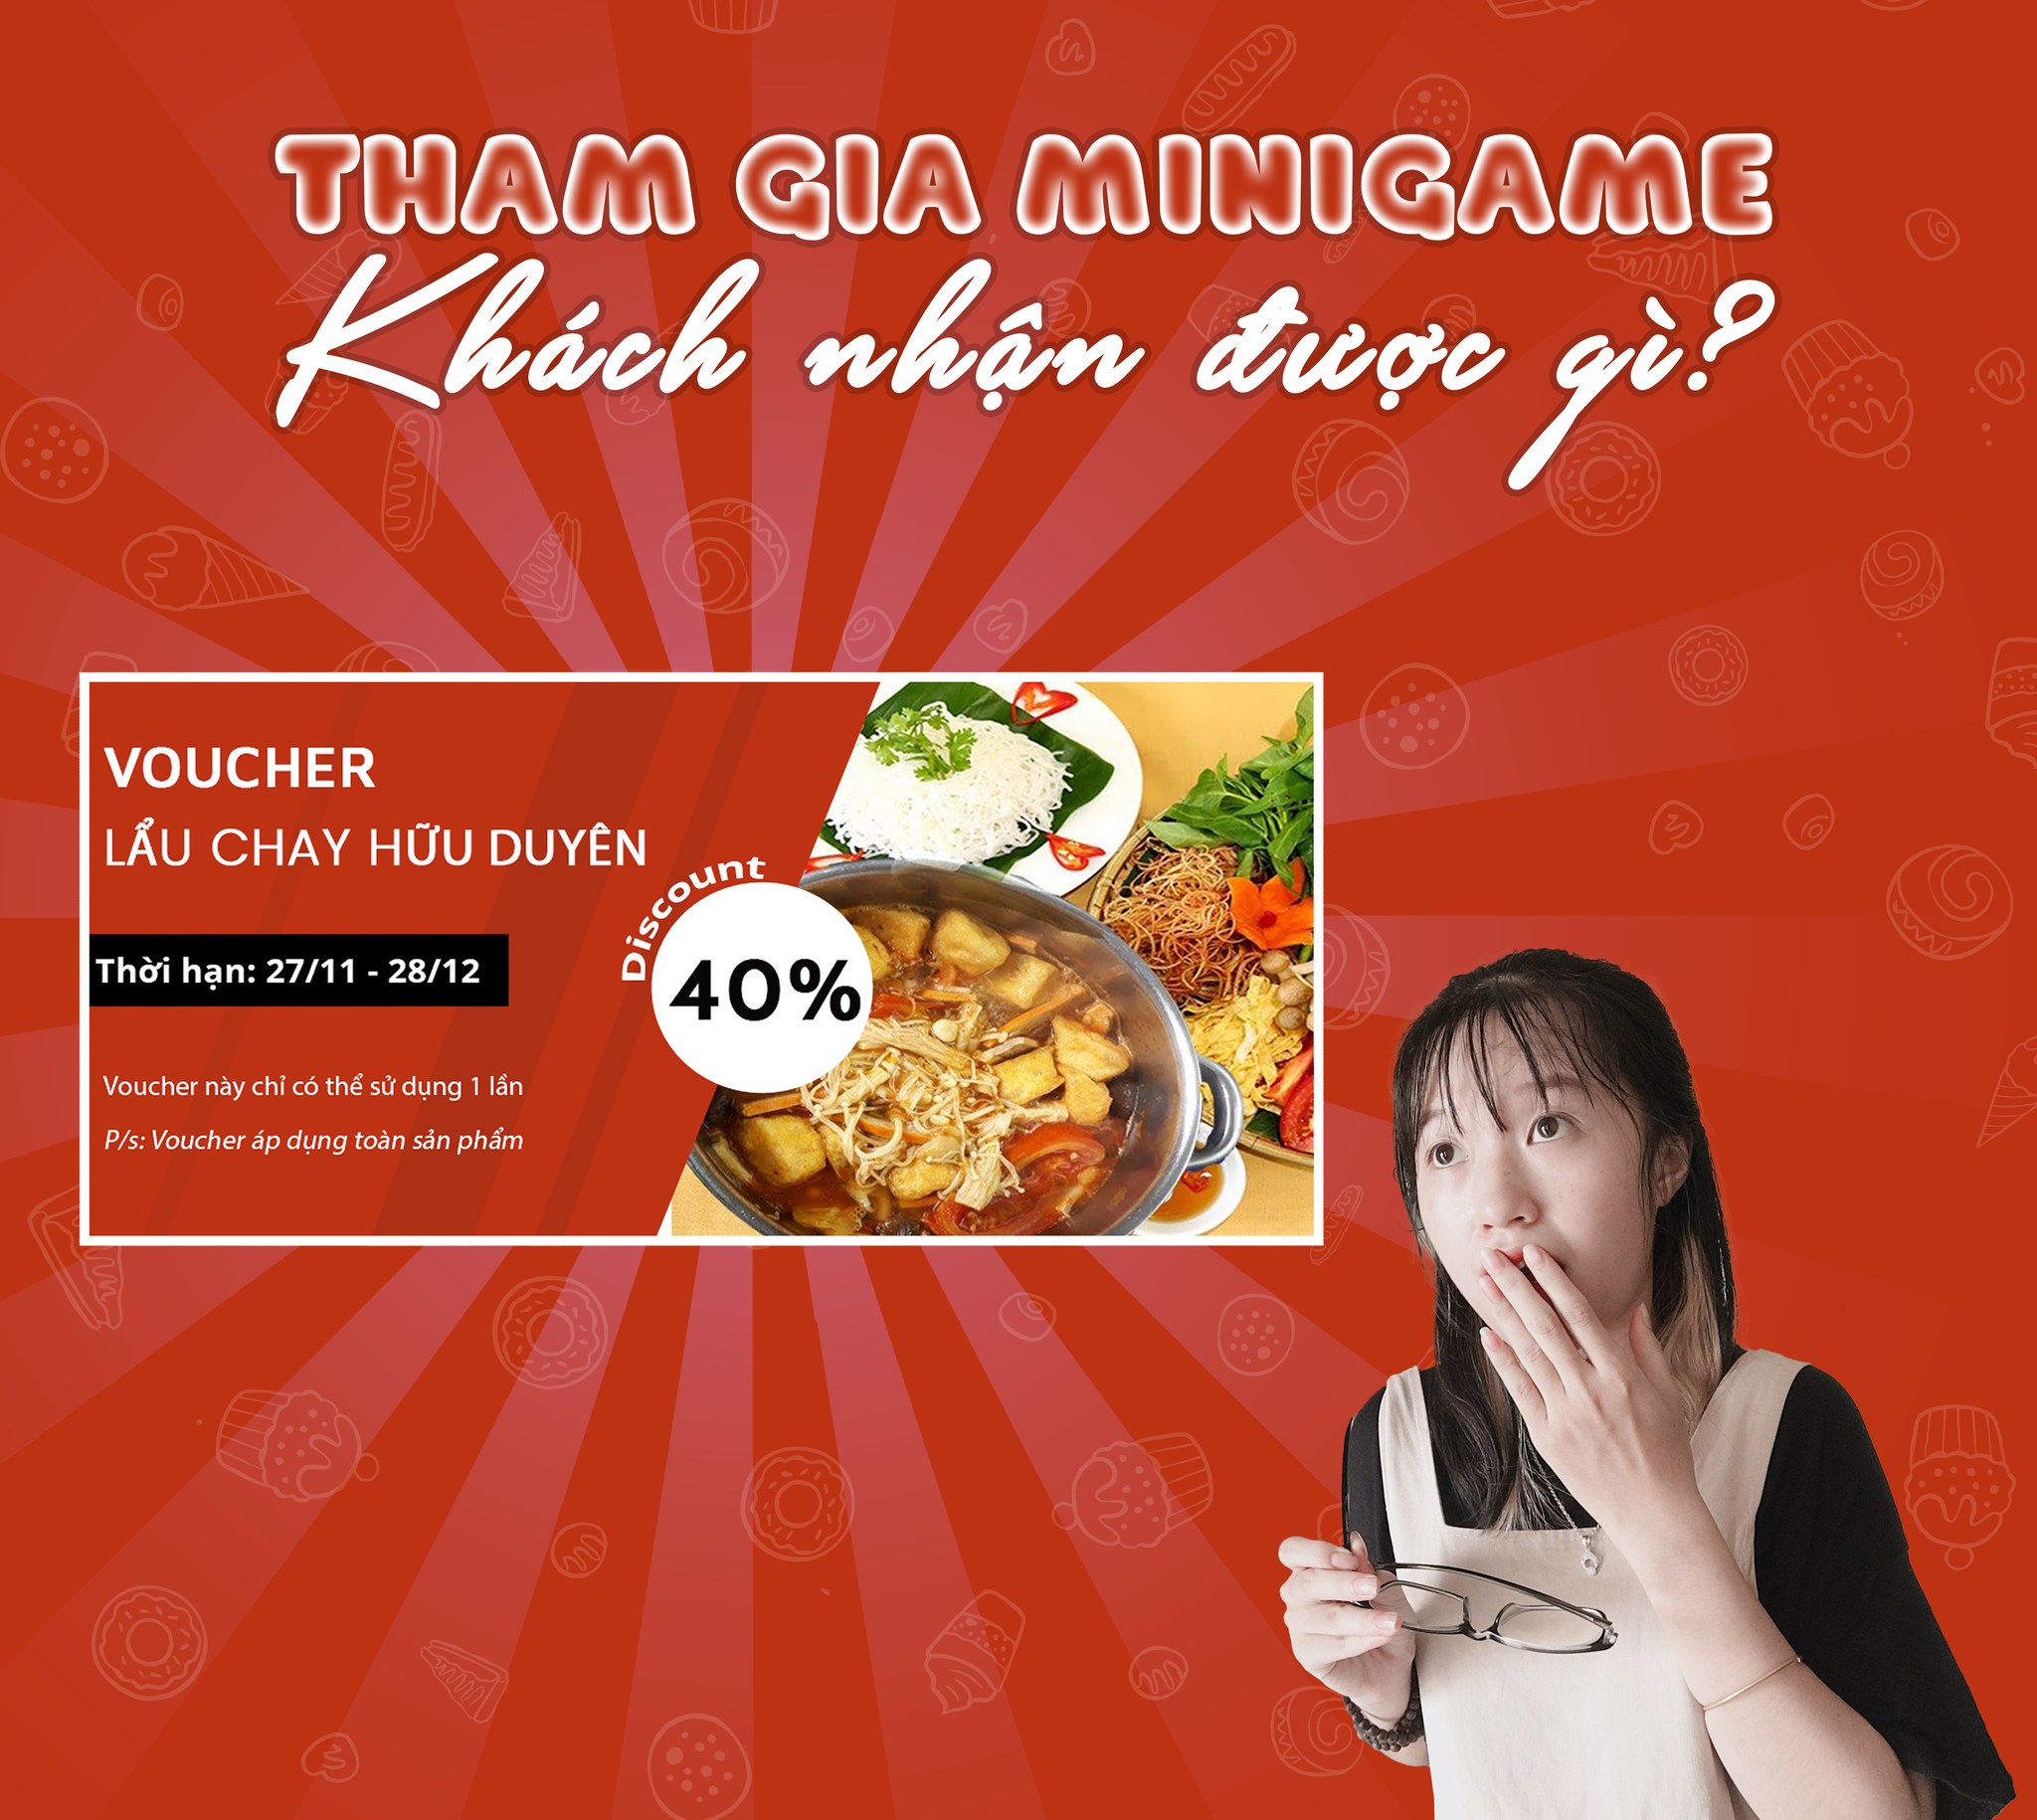 THAM GIA MINIGAME
Khách nhận được gì?
VOUCHER
LẨU CHAY HỮU DUYÊN
Discount
40%
Thời hạn: 27/11 - 28/12
Voucher này chỉ có thể sử dụng 1 lần
P/s: Voucher áp dụng toàn sản phẩm